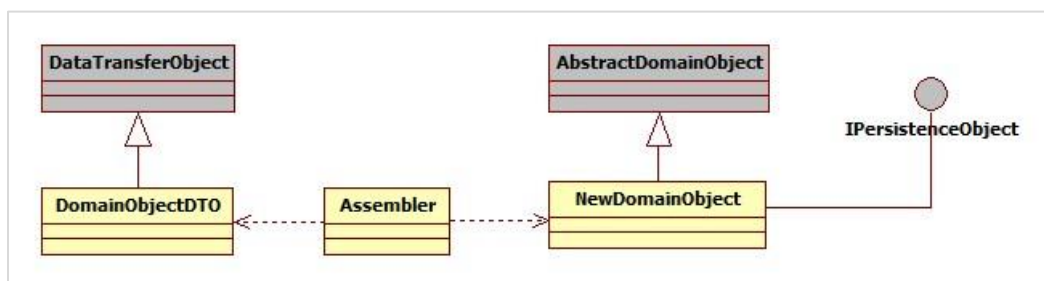 DataTransferObject
AbstractDomainObject
IPersistenceObject
DomainObjectDTO
Assembler
NewDomainObject